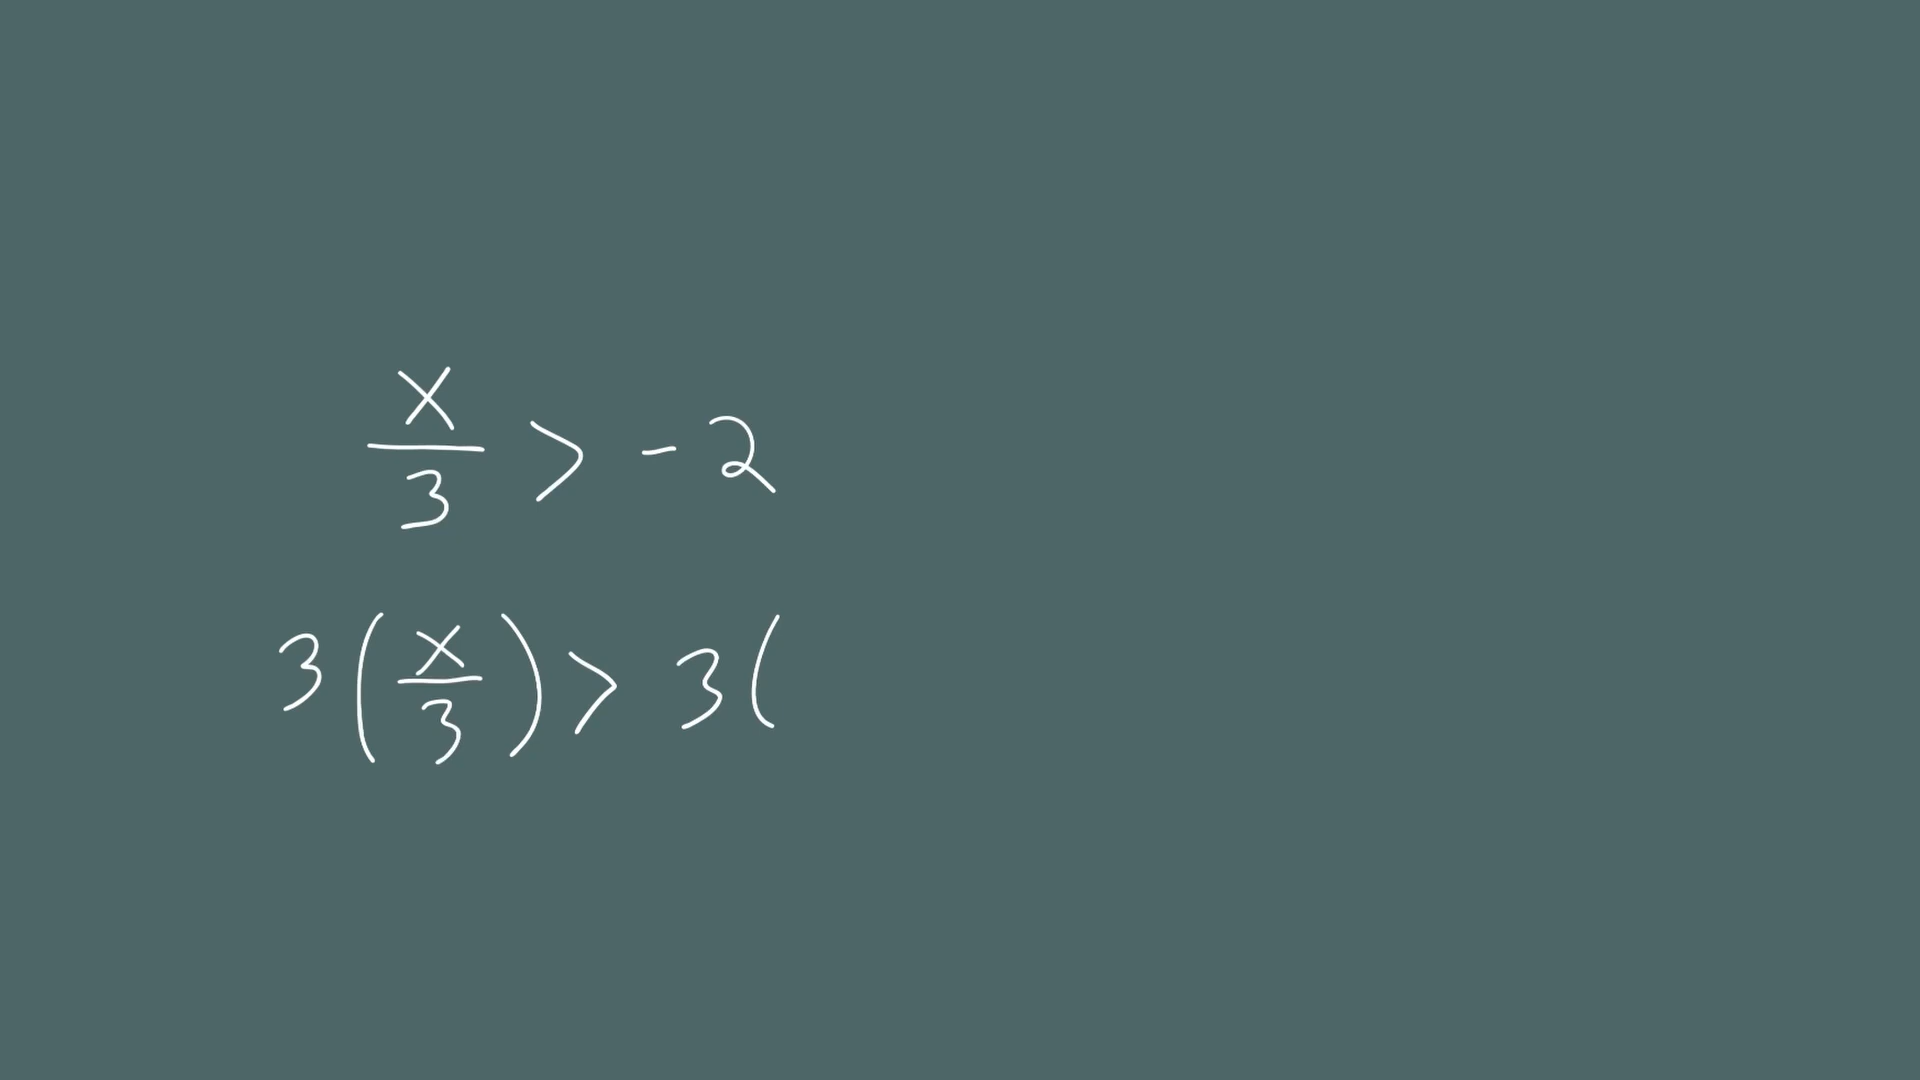 x/3 > -2
3(x/3) > 3(